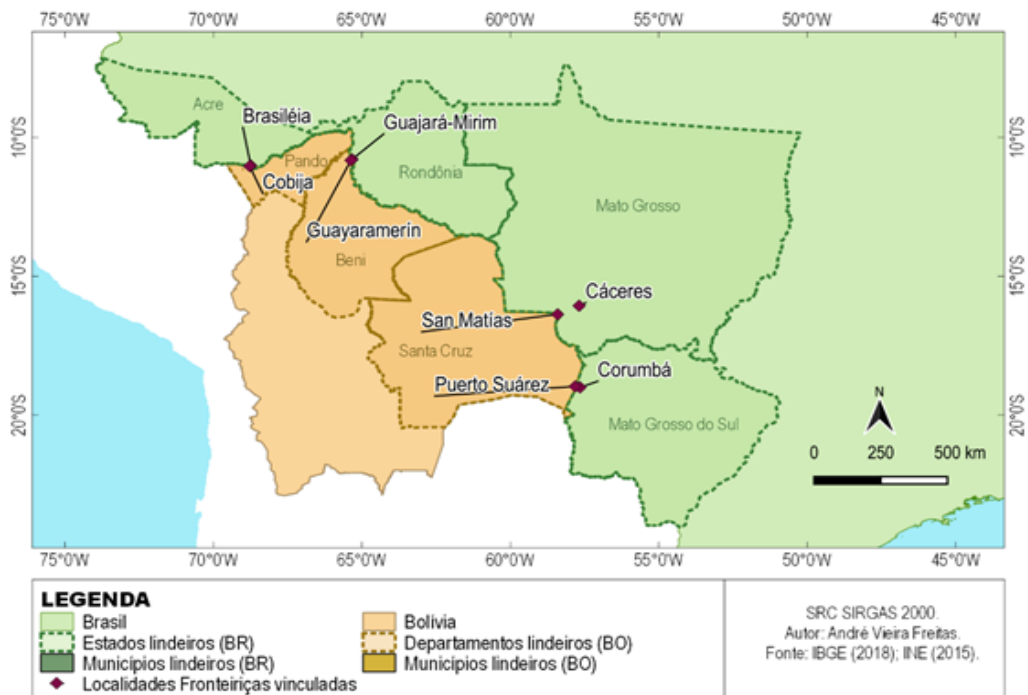 75°0'W 70°0'W 65°0'W 60°0'W 55°0'W 50°0'W 45°0'W
Acre
Brasiléia
Guajará-Mirim
10°0'S
10°0'S
Pando
Rondônia
Cobija
Mato Grosso
Guayaramerín
Beni
15°0'S
15°0'S
Cáceres
San Matías
Santa Cruz
Corumbá
Puerto Suárez
N
20°0'S
20°0'S
Mato Grosso do Sul
0 250 500 km
75°0'W 70°0'W 65°0'W 60°0'W 55°0'W 50°0'W 45°0'W
LEGENDA
Brasil
Bolivia
Estados lindeiros (BR)
Departamentos lindeiros (BO)
Municípios lindeiros (BR)
Municípios lindeiros (BO)
Localidades Fronteiriças vinculadas
SRC SIRGAS 2000.
Autor: André Vieira Freitas.
Fonte: IBGE (2018); INE (2015).